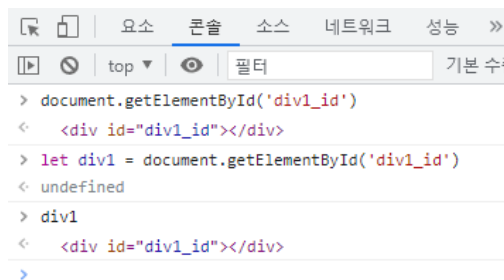 요소 콘솔 소스 네트워크 성능 »
top ▼ 필터 기본 수
> document.getElementById('div1_id')
<div id="div1_id"></div>
> let div1 = document.getElementById('div1_id')
undefined
> div1
<div id="div1_id"></div>
>